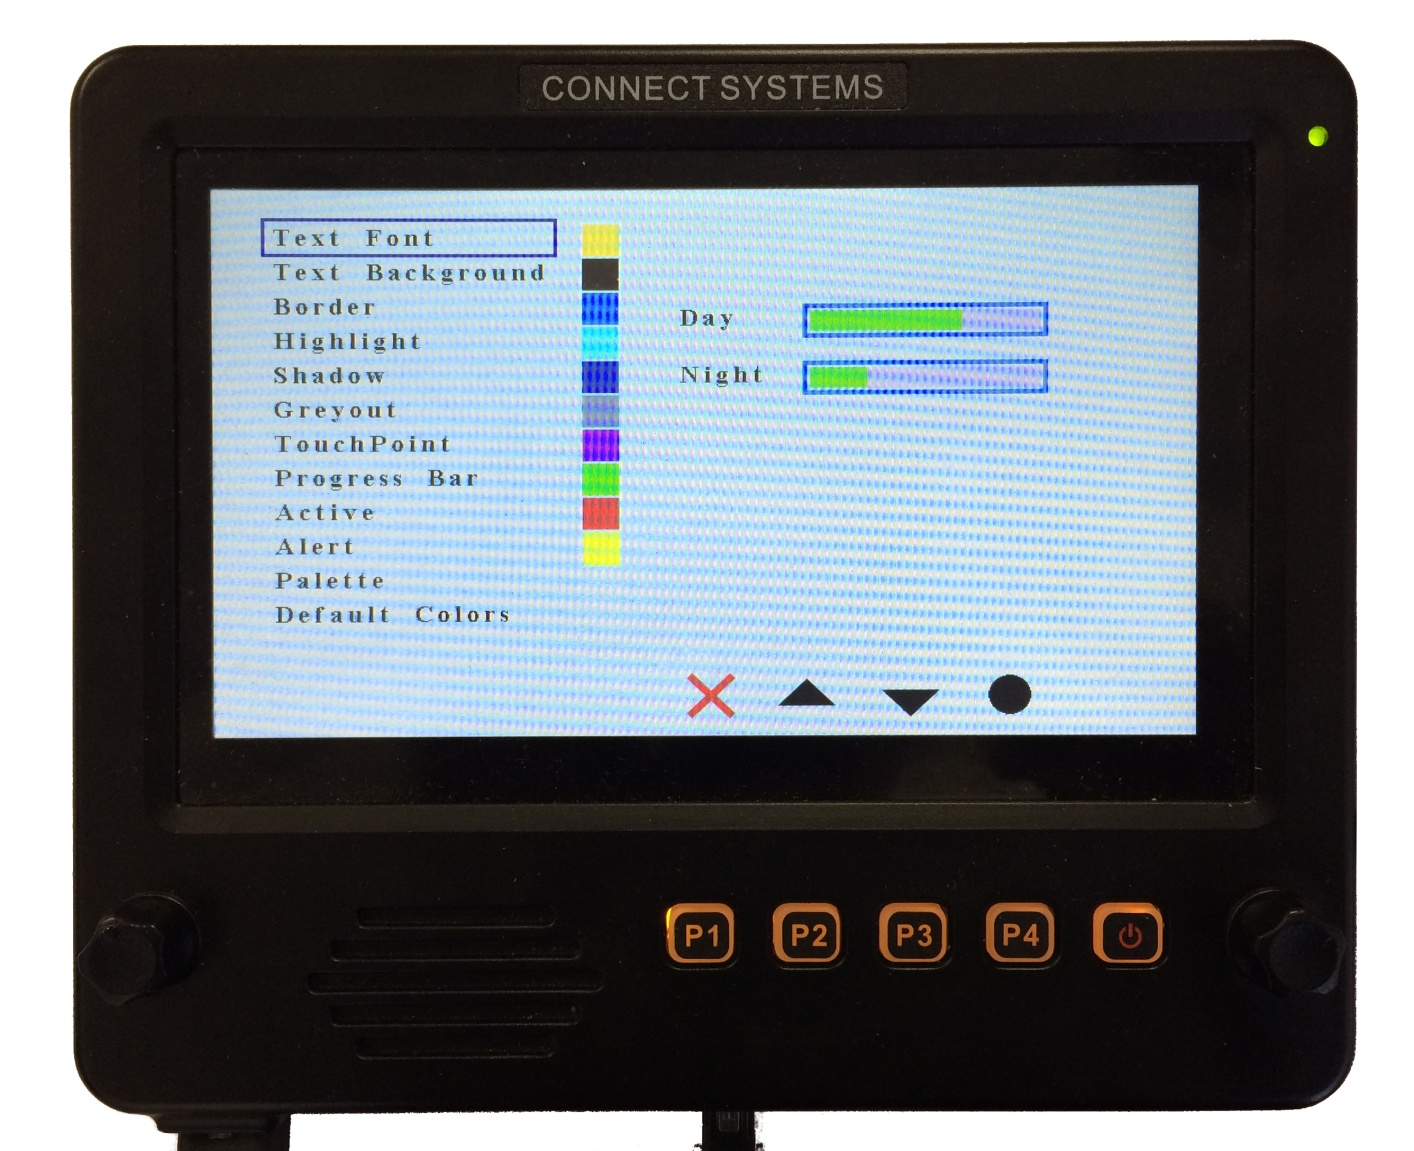 CONNECT SYSTEMS
Text Font
Text Background
Border
Highlight
Shadow
Greyout
TouchPoint
Progress Bar
Active
Alert
Palette
Default Colors
Day
Night
P1 P2 P3 P4